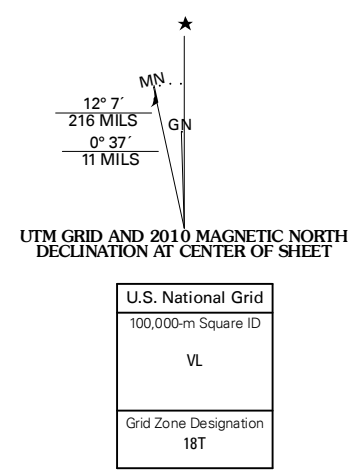 ★
MN
GN
12° 7´
216 MILS
0° 37´
11 MILS
UTM GRID AND 2010 MAGNETIC NORTH
DECLINATION AT CENTER OF SHEET
U.S. National Grid
100,000-m Square ID
VL
Grid Zone Designation
18T